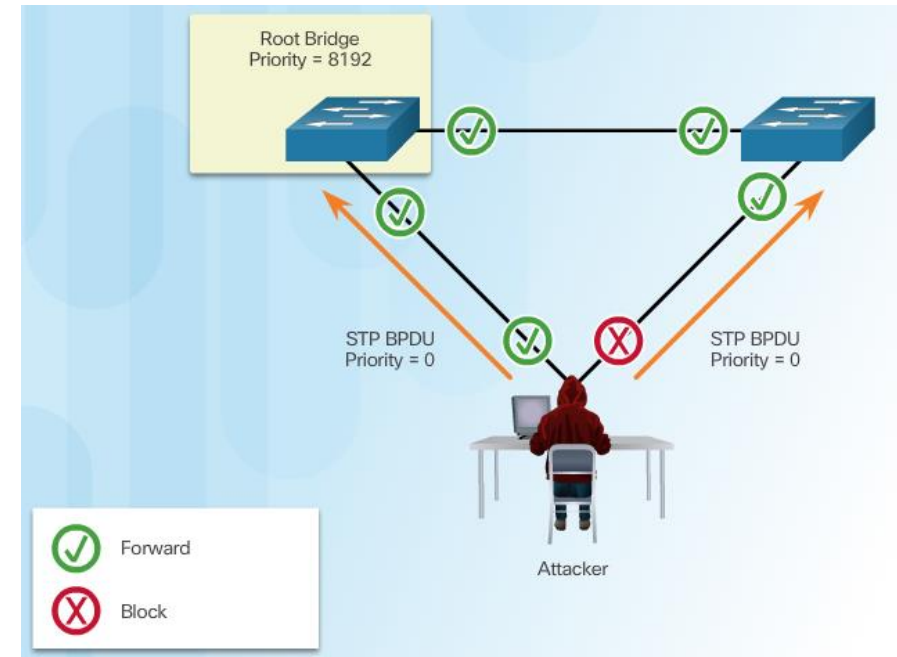 Root Bridge
Priority = 8192
STP BPDU
Priority = 0
STP BPDU
Priority = 0
Attacker
Forward
Block